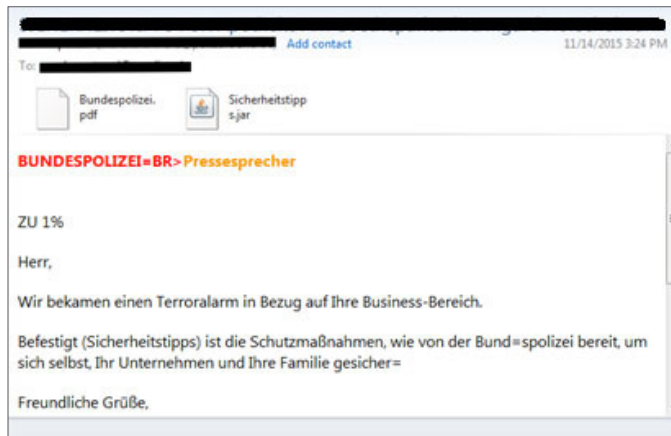 Add contact
11/14/2015 3:24 PM
To:
Bundespolizei.
pdf
Sicherheitstipp
s.jar
BUNDESPOLIZEI=BR>Pressesprecher
ZU 1%
Herr,
Wir bekamen einen Terroralarm in Bezug auf Ihre Business-Bereich.
Befestigt (Sicherheitstipps) ist die Schutzmaßnahmen, wie von der Bund=spolizei bereit, um
sich selbst, Ihr Unternehmen und Ihre Familie gesicher=
Freundliche Grüße,